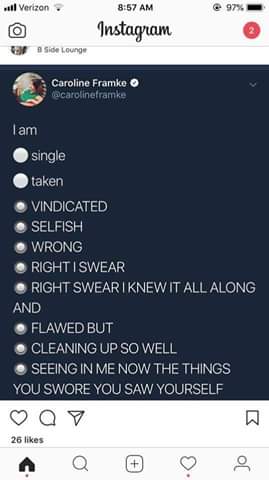 Verizon
8:57 AM
97%
Instagram
2
B Side Lounge
Caroline Framke
@carolineframke
I am
single
taken
VINDICATED
SELFISH
WRONG
RIGHT I SWEAR
RIGHT SWEAR I KNEW IT ALL ALONG
AND
FLAWED BUT
CLEANING UP SO WELL
SEEING IN ME NOW THE THINGS
YOU SWORE YOU SAW YOURSELF
26 likes